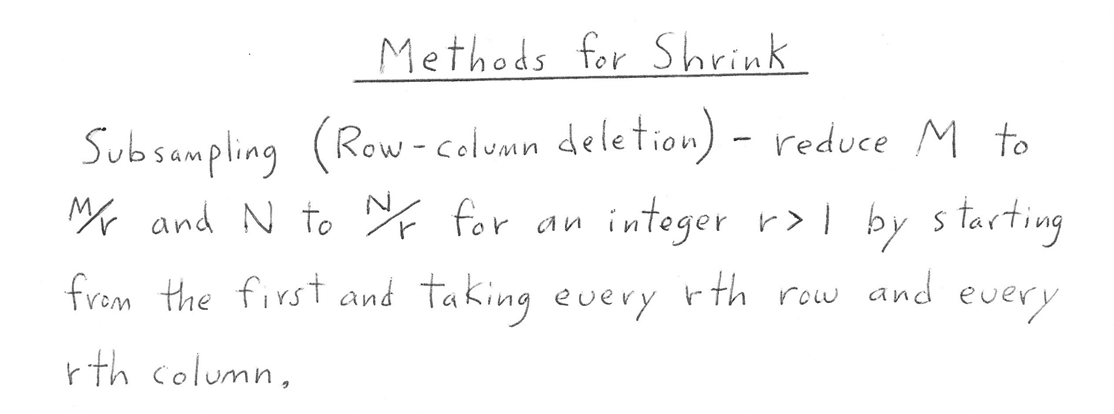 Methods for Shrink
Subsampling (Row-column deletion) - reduce M to
M/r and N to N/r for an integer r > 1 by starting
from the first and taking every rth row and every
rth column.